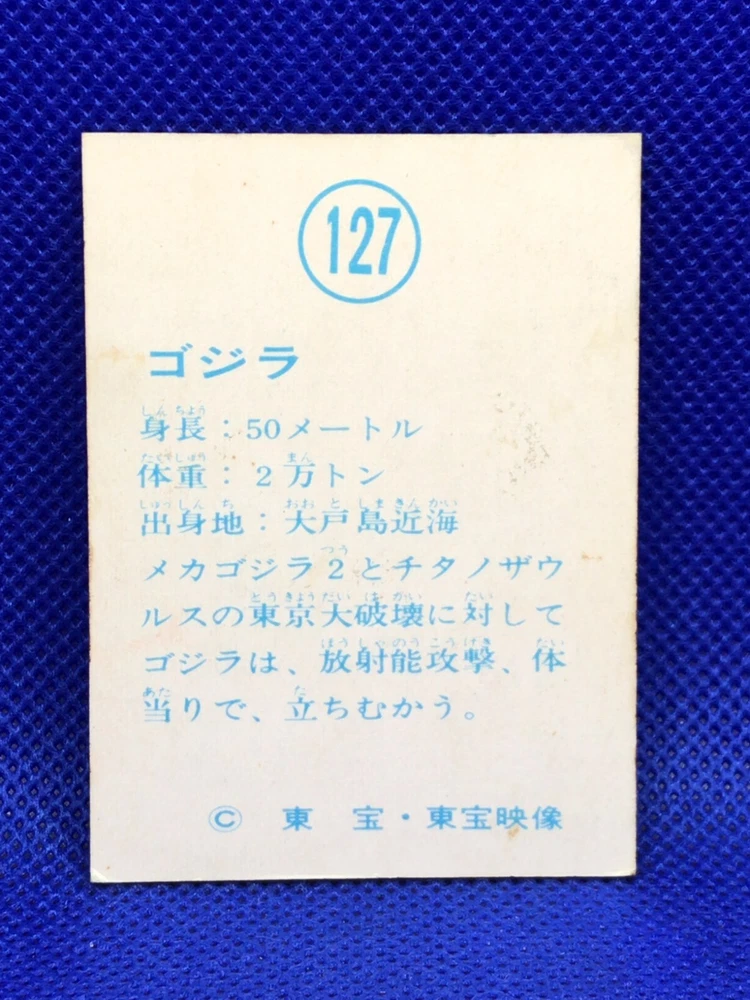 127
ゴジラ
身長：50メートル
体重：2万トン
出身地：大戸島近海
メカゴジラ2とチタノザウ
ルスの東京大破壊に対して
ゴジラは、放射能攻撃、体
当りで、立ちむかう。
© 東 宝・東宝映像